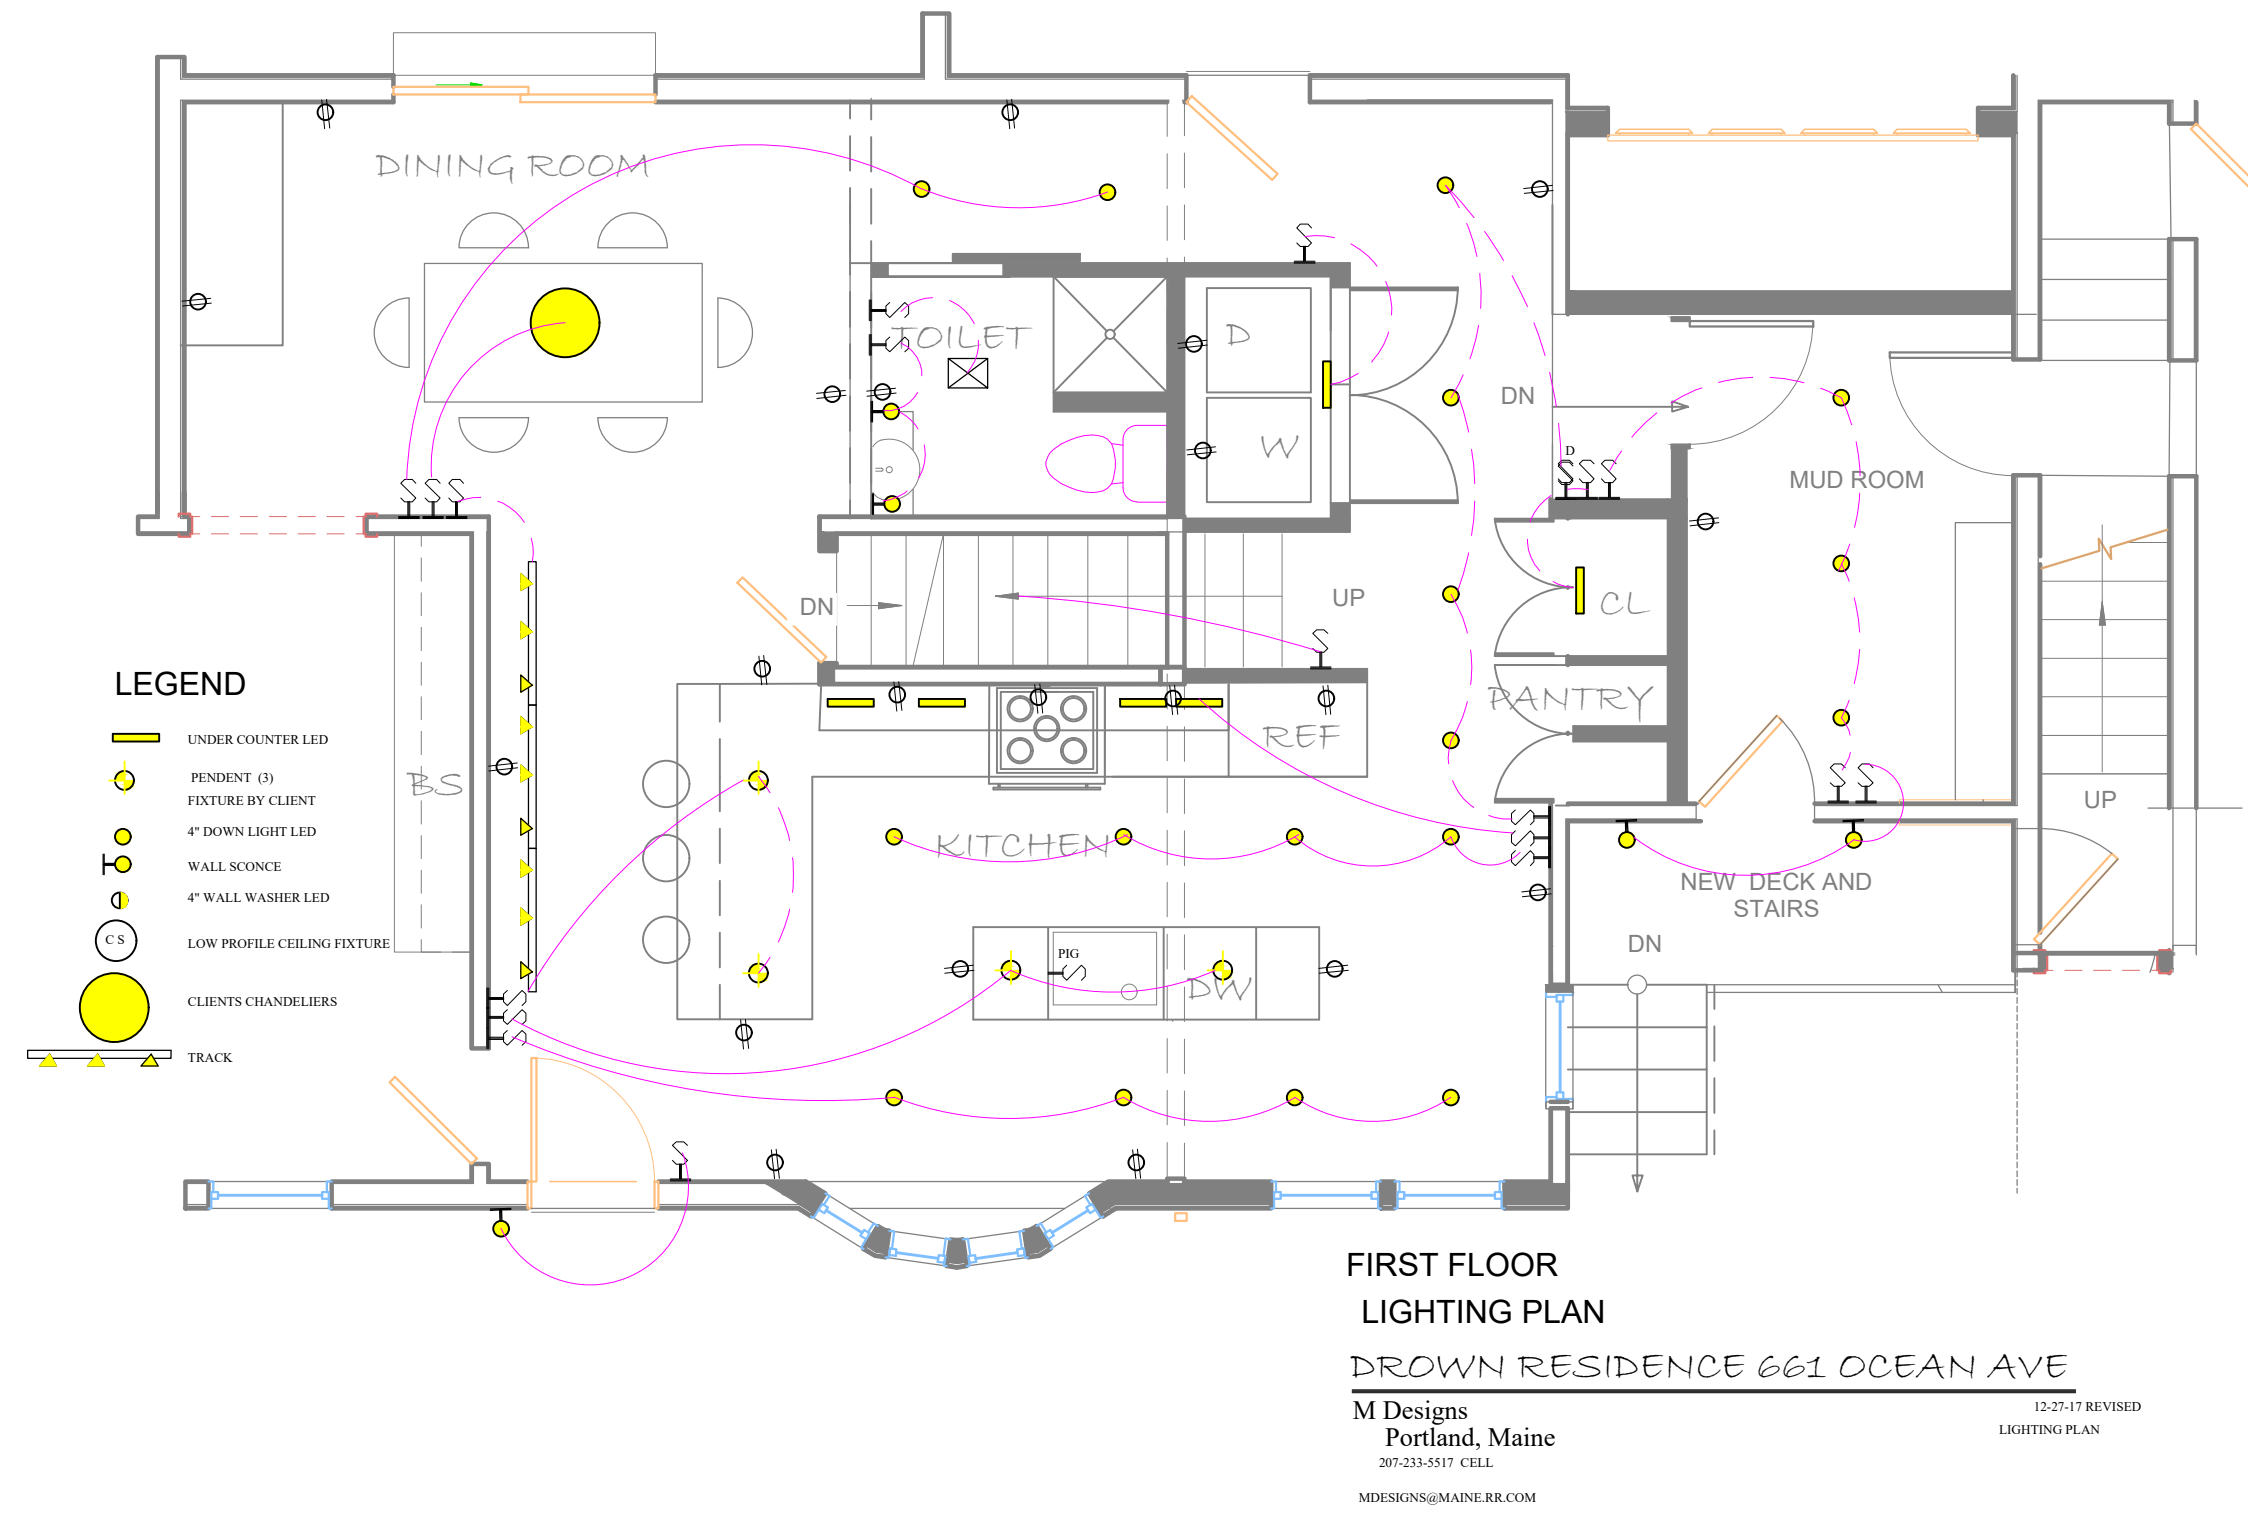 DINING ROOM
TOILET
D
W
DN
D
MUD ROOM
DN
UP
CL
LEGEND
UNDER COUNTER LED
PENDENT (3)
FIXTURE BY CLIENT
4" DOWN LIGHT LED
WALL SCONCE
4" WALL WASHER LED
C S
LOW PROFILE CEILING FIXTURE
CLIENTS CHANDELIERS
TRACK
BS
REF
PANTRY
UP
KITCHEN
PIG
DW
NEW DECK AND
STAIRS
DN
FIRST FLOOR
LIGHTING PLAN
DROWN RESIDENCE 661 OCEAN AVE
M Designs
Portland, Maine
207-233-5517 CELL
MDESIGNS@MAINE.RR.COM
12-27-17 REVISED
LIGHTING PLAN